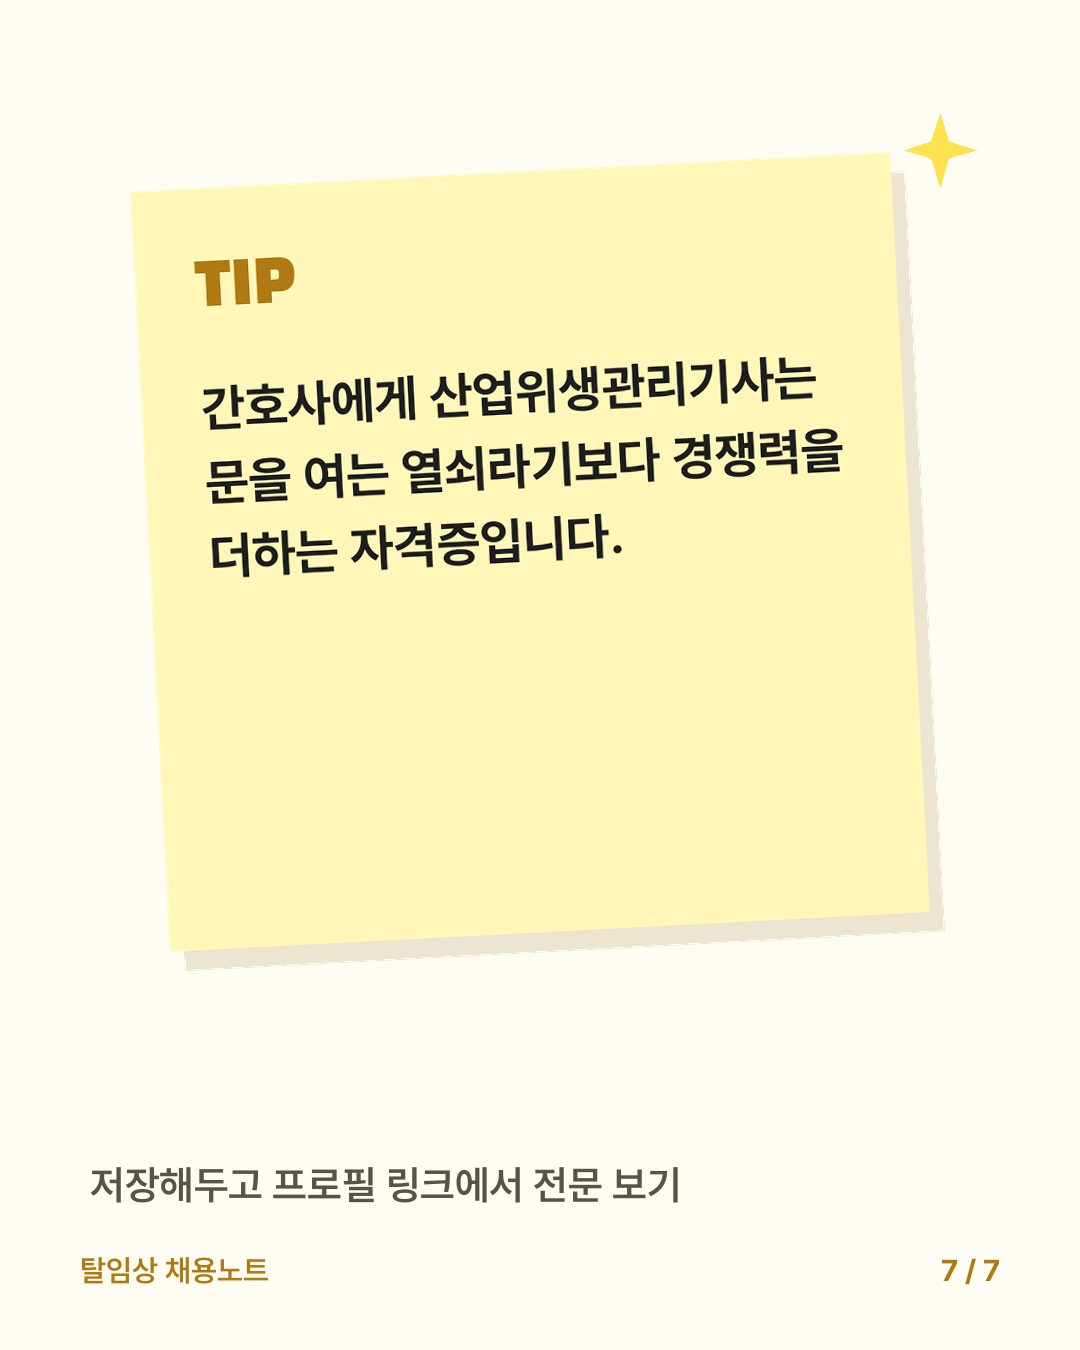 TIP
간호사에게 산업위생관리기사는
문을 여는 열쇠라기보다 경쟁력을
더하는 자격증입니다.
저장해두고 프로필 링크에서 전문 보기
탈임상 채용노트
7 / 7